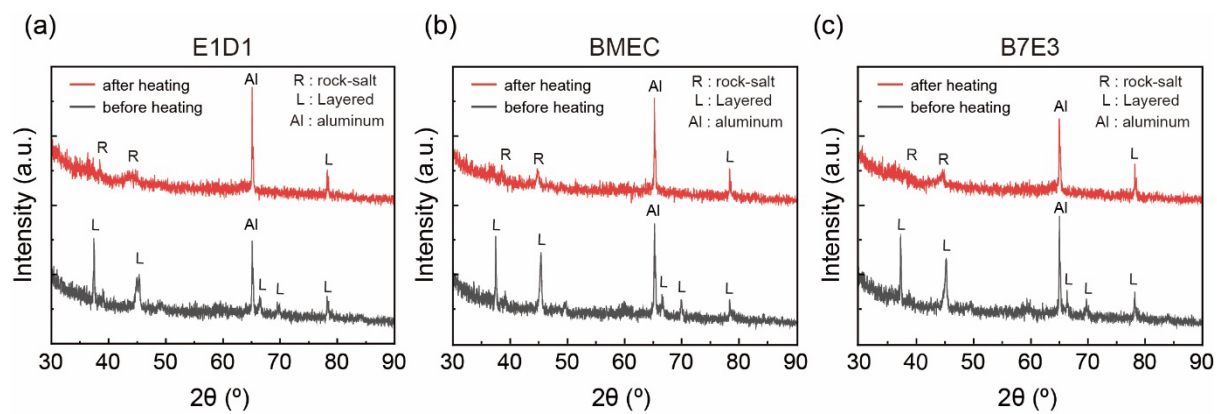 (a)
E1D1
after heating
before heating
R : rock-salt
L : Layered
Al : aluminum
Al
R
R
L
L
L
Al
L
L
L
Intensity (a.u.)
30 40 50 60 70 80 90
2θ (º)
(b)
BMEC
after heating
before heating
R : rock-salt
L : Layered
Al : aluminum
Al
R
R
L
L
L
Al
L
L
L
Intensity (a.u.)
30 40 50 60 70 80 90
2θ (º)
(c)
B7E3
after heating
before heating
R : rock-salt
L : Layered
Al : aluminum
Al
R
R
L
L
L
Al
L
L
L
Intensity (a.u.)
30 40 50 60 70 80 90
2θ (º)